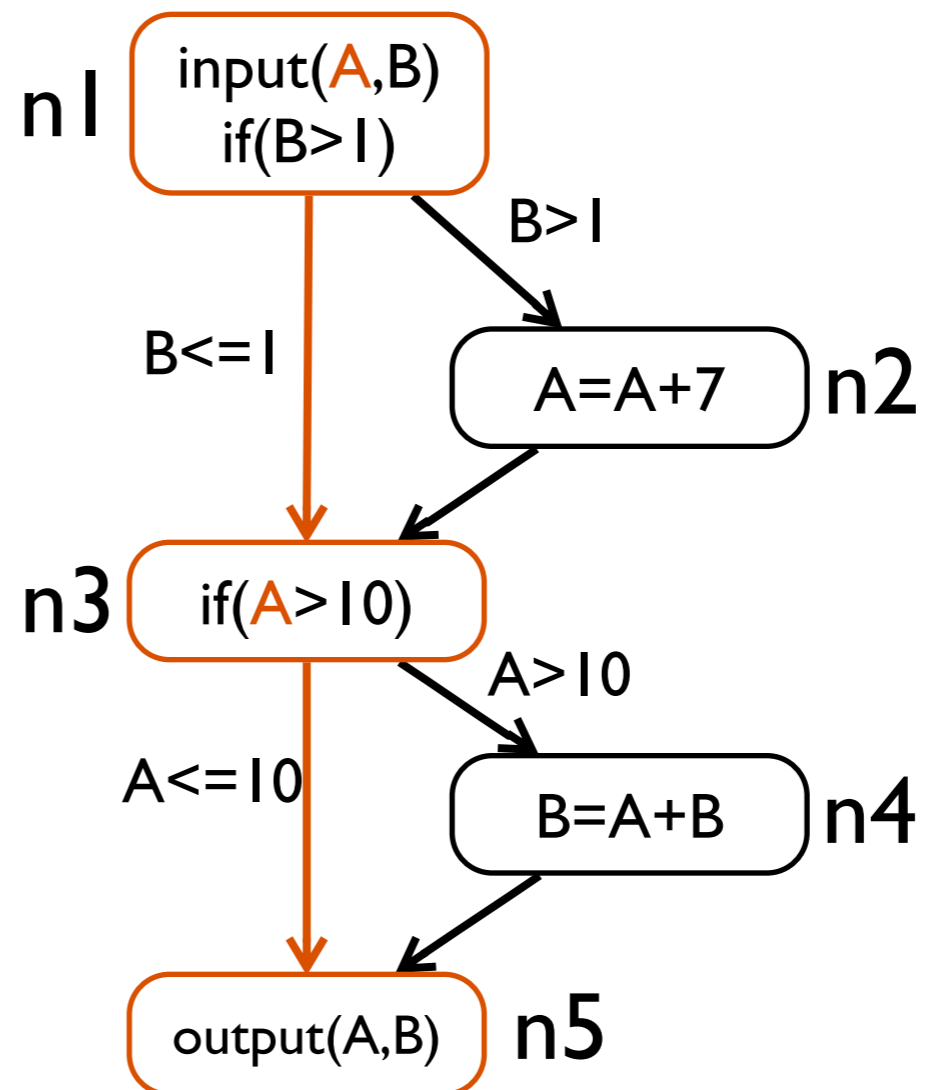 n1
input(A,B)
if(B>1)
B>1
B<=1
A=A+7
n2
n3
if(A>10)
A>10
A<=10
B=A+B
n4
output(A,B)
n5